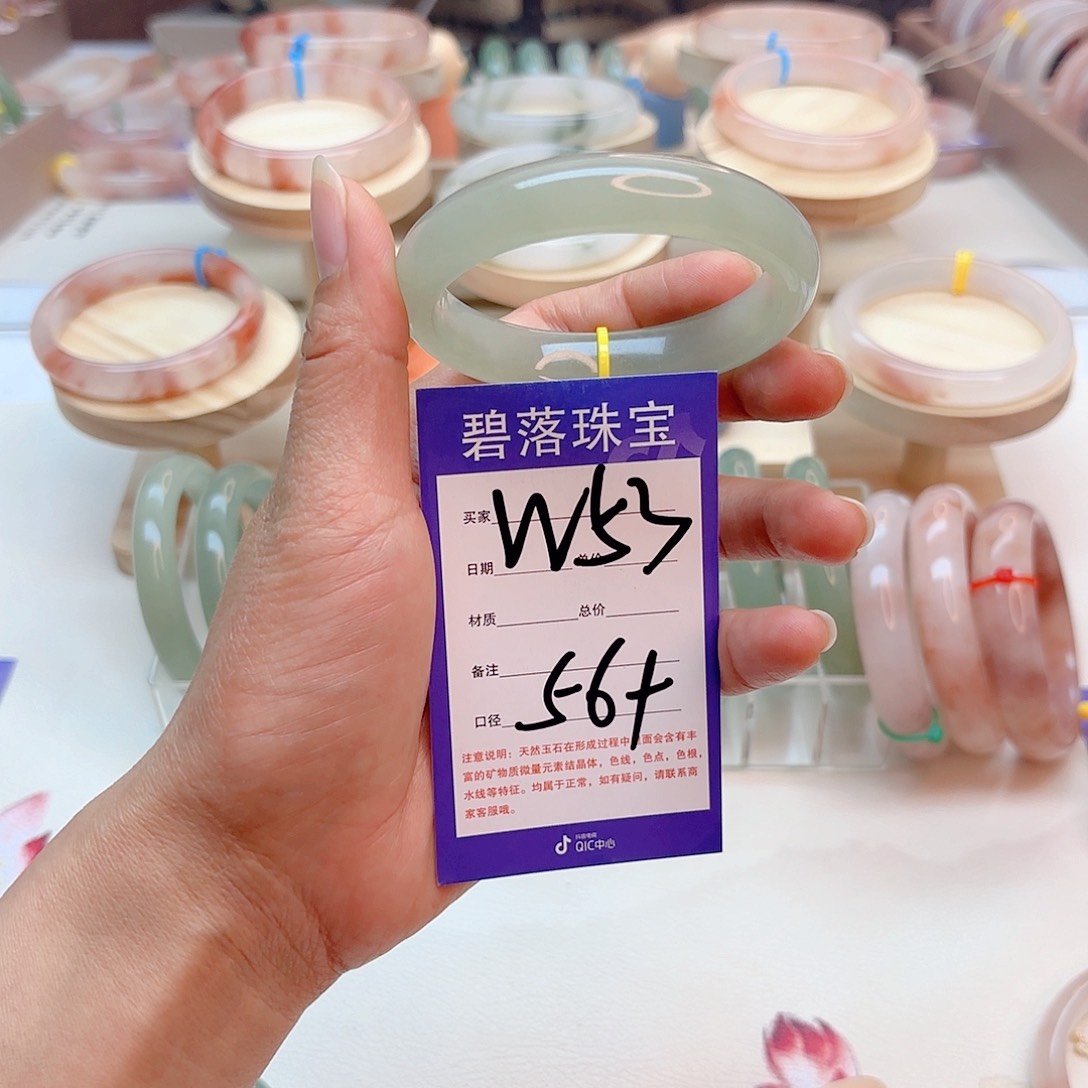 碧落珠宝
买家 W53
日期 单价
材质 总价
备注
口径 56+
注意说明：天然玉石在形成过程中里面会含有丰
富的矿物质微量元素结晶体，色线，色点，色根，
水线等特征。均属于正常，如有疑问，请联系商
家客服哦。
抖音电商
QIC中心